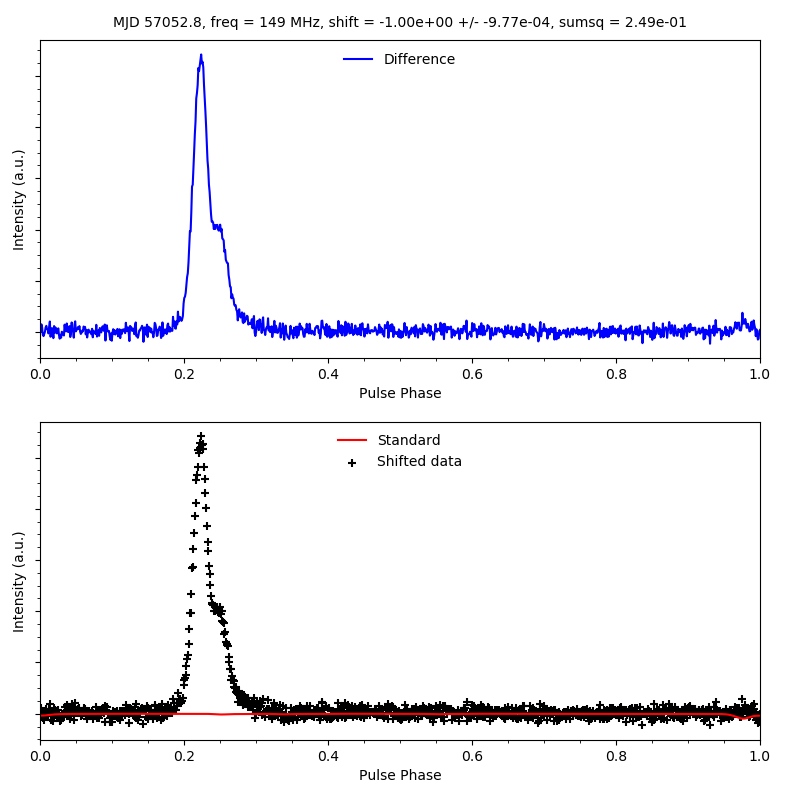 MJD 57052.8, freq = 149 MHz, shift = -1.00e+00 +/- -9.77e-04, sumsq = 2.49e-01
Difference
Intensity (a.u.)
0.0 0.2 0.4 0.6 0.8 1.0
Pulse Phase
Standard
Shifted data
Intensity (a.u.)
0.0 0.2 0.4 0.6 0.8 1.0
Pulse Phase